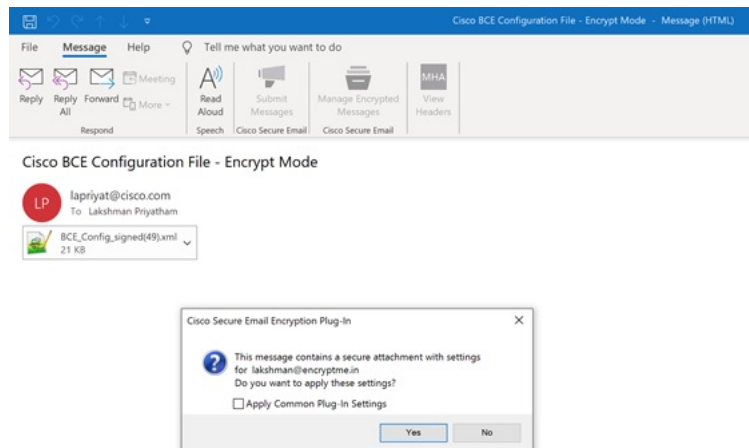 Cisco BCE Configuration File - Encrypt Mode - Message (HTML)
File Message Help Tell me what you want to do
Reply
Reply All
Forward
Meeting
More
Read Aloud
Submit Messages
Manage Encrypted Messages
MHA
View Headers
Respond
Speech
Cisco Secure Email
Cisco Secure Email
Cisco BCE Configuration File - Encrypt Mode
LP
lapriyat@cisco.com
To Lakshman Priyatham
BCE_Config_signed(49).xml
21 KB
Cisco Secure Email Encryption Plug-In
This message contains a secure attachment with settings
for lakshman@encryptme.in
Do you want to apply these settings?
Apply Common Plug-In Settings
Yes No